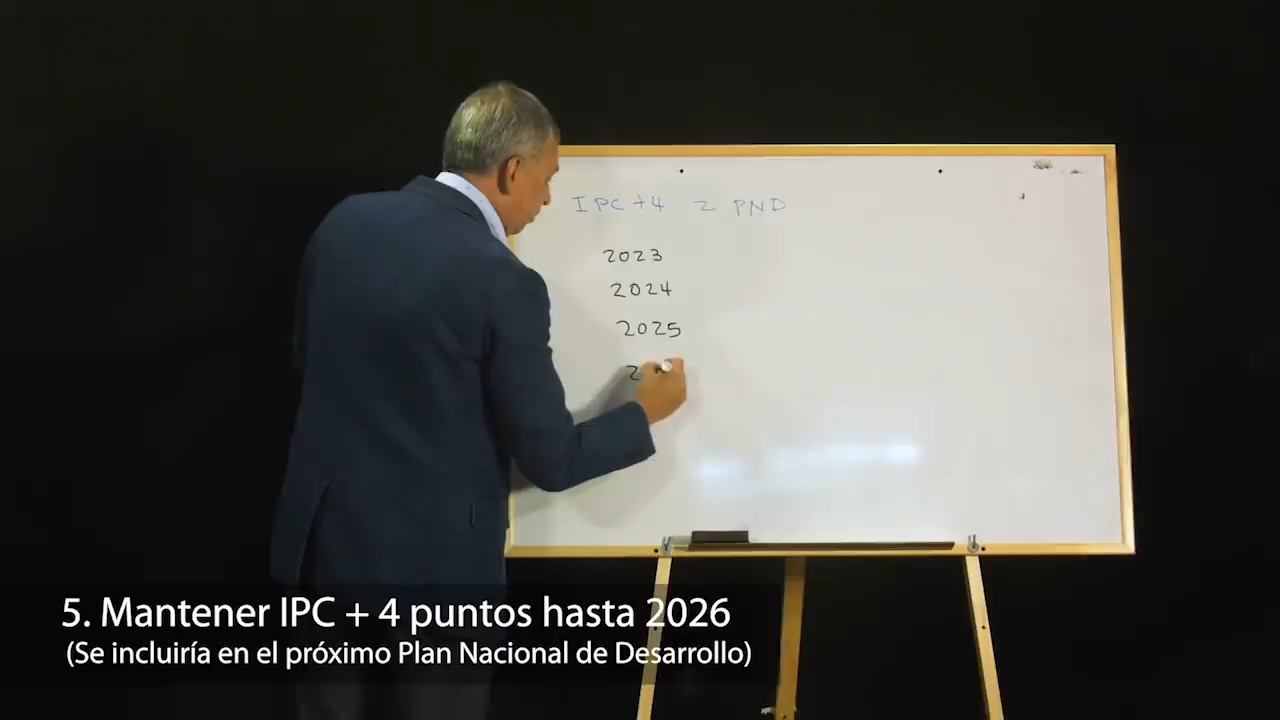 IPC +4 2 PND
2023
2024
2025
2
5. Mantener IPC + 4 puntos hasta 2026
(Se incluiría en el próximo Plan Nacional de Desarrollo)